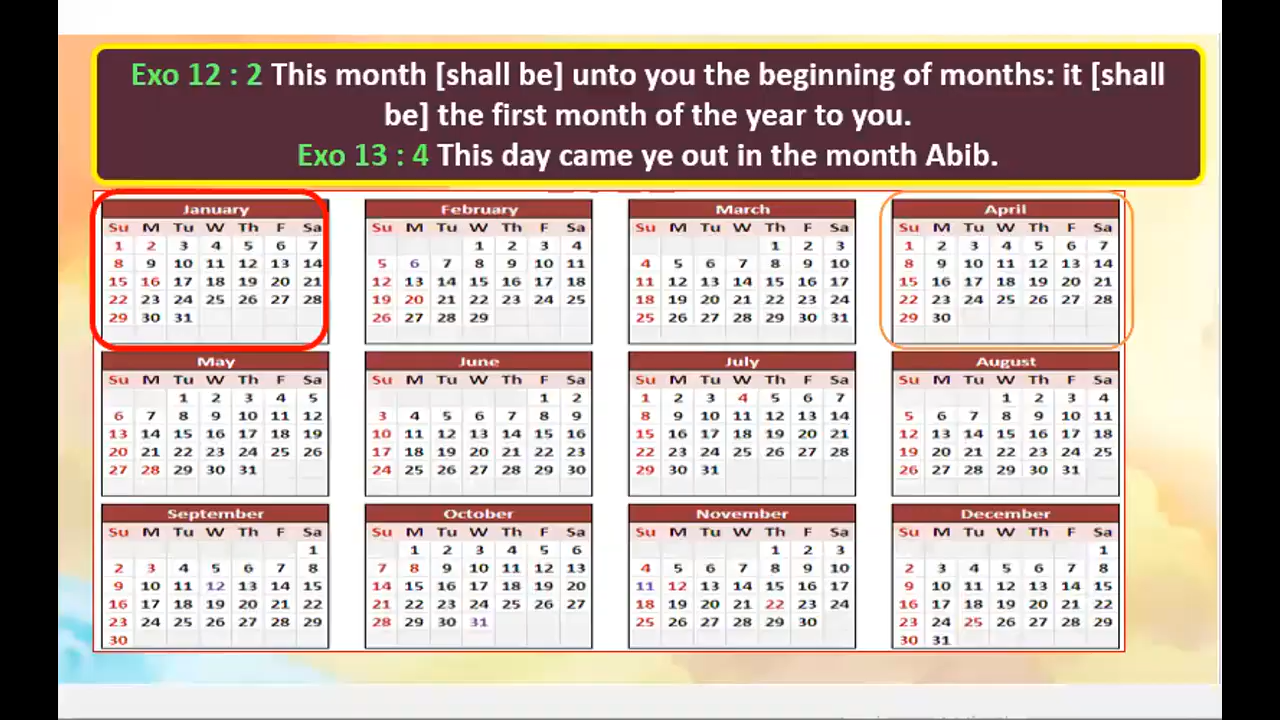 Exo 12 : 2 This month [shall be] unto you the beginning of months: it [shall
be] the first month of the year to you.
Exo 13 : 4 This day came ye out in the month Abib.
January February March April
Su M Tu W Th F Sa Su M Tu W Th F Sa Su M Tu W Th F Sa Su M Tu W Th F Sa
1 2 3 4 5 6 7 1 2 3 4 1 2 3 1 2 3 4 5 6 7
8 9 10 11 12 13 14 5 6 7 8 9 10 11 4 5 6 7 8 9 10 8 9 10 11 12 13 14
15 16 17 18 19 20 21 12 13 14 15 16 17 18 11 12 13 14 15 16 17 15 16 17 18 19 20 21
22 23 24 25 26 27 28 19 20 21 22 23 24 25 18 19 20 21 22 23 24 22 23 24 25 26 27 28
29 30 31 26 27 28 29 25 26 27 28 29 30 31 29 30
May June July August
Su M Tu W Th F Sa Su M Tu W Th F Sa Su M Tu W Th F Sa Su M Tu W Th F Sa
1 2 3 4 5 1 2 1 2 3 4 5 6 7 1 2 3 4
6 7 8 9 10 11 12 3 4 5 6 7 8 9 8 9 10 11 12 13 14 5 6 7 8 9 10 11
13 14 15 16 17 18 19 10 11 12 13 14 15 16 15 16 17 18 19 20 21 12 13 14 15 16 17 18
20 21 22 23 24 25 26 17 18 19 20 21 22 23 22 23 24 25 26 27 28 19 20 21 22 23 24 25
27 28 29 30 31 24 25 26 27 28 29 30 29 30 31 26 27 28 29 30 31
September October November December
Su M Tu W Th F Sa Su M Tu W Th F Sa Su M Tu W Th F Sa Su M Tu W Th F Sa
1 1 2 3 4 5 6 1 2 3 1
2 3 4 5 6 7 8 7 8 9 10 11 12 13 4 5 6 7 8 9 10 2 3 4 5 6 7 8
9 10 11 12 13 14 15 14 15 16 17 18 19 20 11 12 13 14 15 16 17 9 10 11 12 13 14 15
16 17 18 19 20 21 22 21 22 23 24 25 26 27 18 19 20 21 22 23 24 16 17 18 19 20 21 22
23 24 25 26 27 28 29 28 29 30 31 25 26 27 28 29 30 23 24 25 26 27 28 29
30 30 31